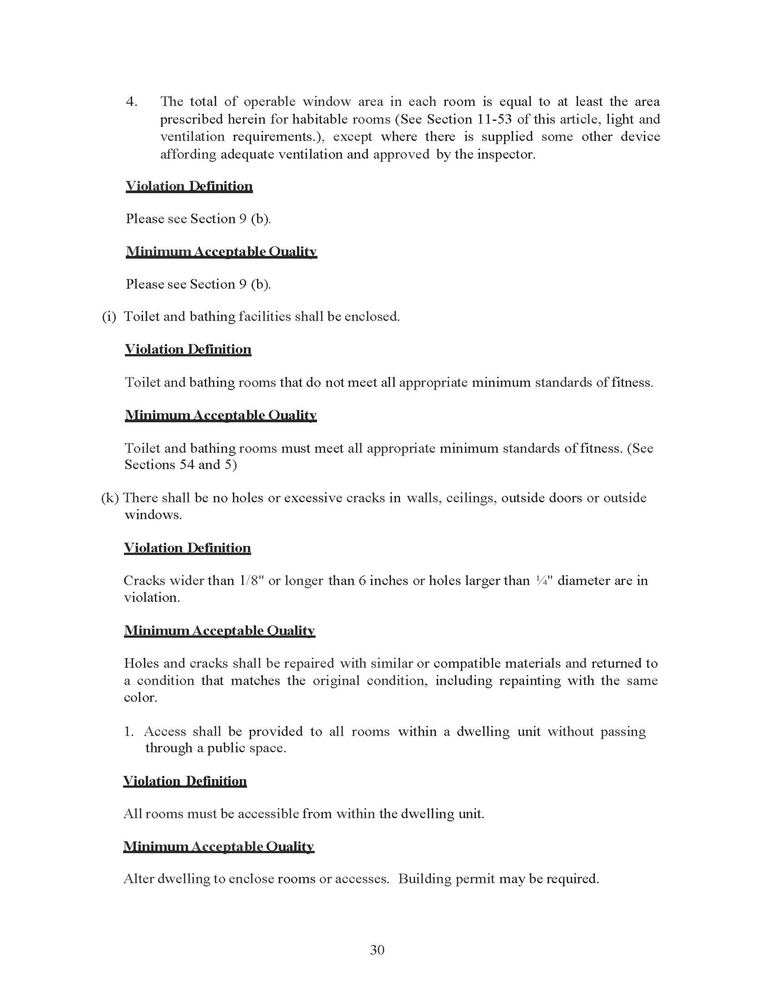 4. The total of operable window area in each room is equal to at least the area
prescribed herein for habitable rooms (See Section 11-53 of this article, light and
ventilation requirements.), except where there is supplied some other device
affording adequate ventilation and approved by the inspector.
Violation Definition
Please see Section 9 (b).
Minimum Acceptable Quality
Please see Section 9 (b).
(i) Toilet and bathing facilities shall be enclosed.
Violation Definition
Toilet and bathing rooms that do not meet all appropriate minimum standards of fitness.
Minimum Acceptable Quality
Toilet and bathing rooms must meet all appropriate minimum standards of fitness. (See
Sections 54 and 5)
(k) There shall be no holes or excessive cracks in walls, ceilings, outside doors or outside
windows.
Violation Definition
Cracks wider than 1/8" or longer than 6 inches or holes larger than ¼" diameter are in
violation.
Minimum Acceptable Quality
Holes and cracks shall be repaired with similar or compatible materials and returned to
a condition that matches the original condition, including repainting with the same
color.
1. Access shall be provided to all rooms within a dwelling unit without passing
through a public space.
Violation Definition
All rooms must be accessible from within the dwelling unit.
Minimum Acceptable Quality
Alter dwelling to enclose rooms or accesses. Building permit may be required.
30